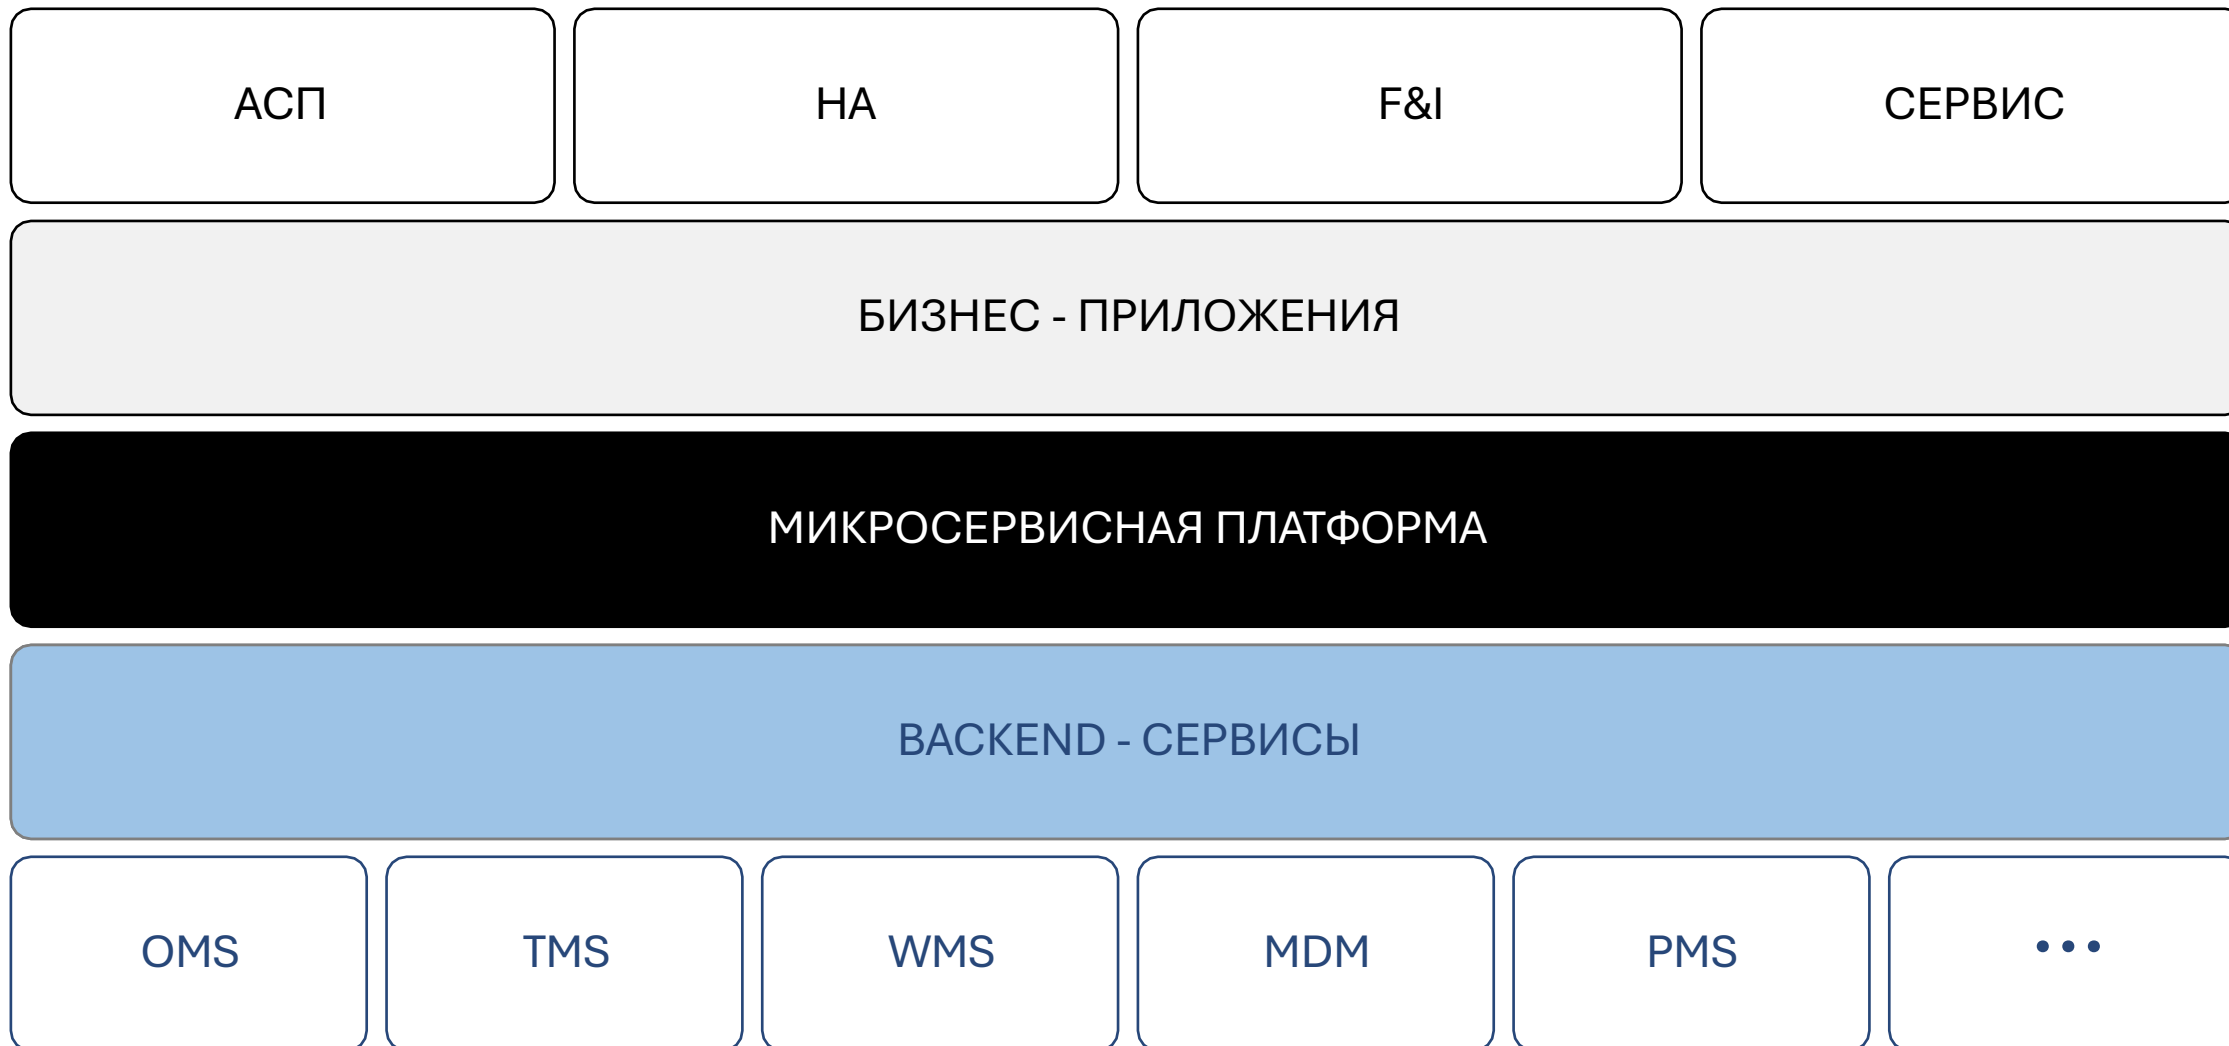 АСП
НА
F&I
СЕРВИС
БИЗНЕС - ПРИЛОЖЕНИЯ
МИКРОСЕРВИСНАЯ ПЛАТФОРМА
BACKEND - СЕРВИСЫ
OMS
TMS
WMS
MDM
PMS
•••